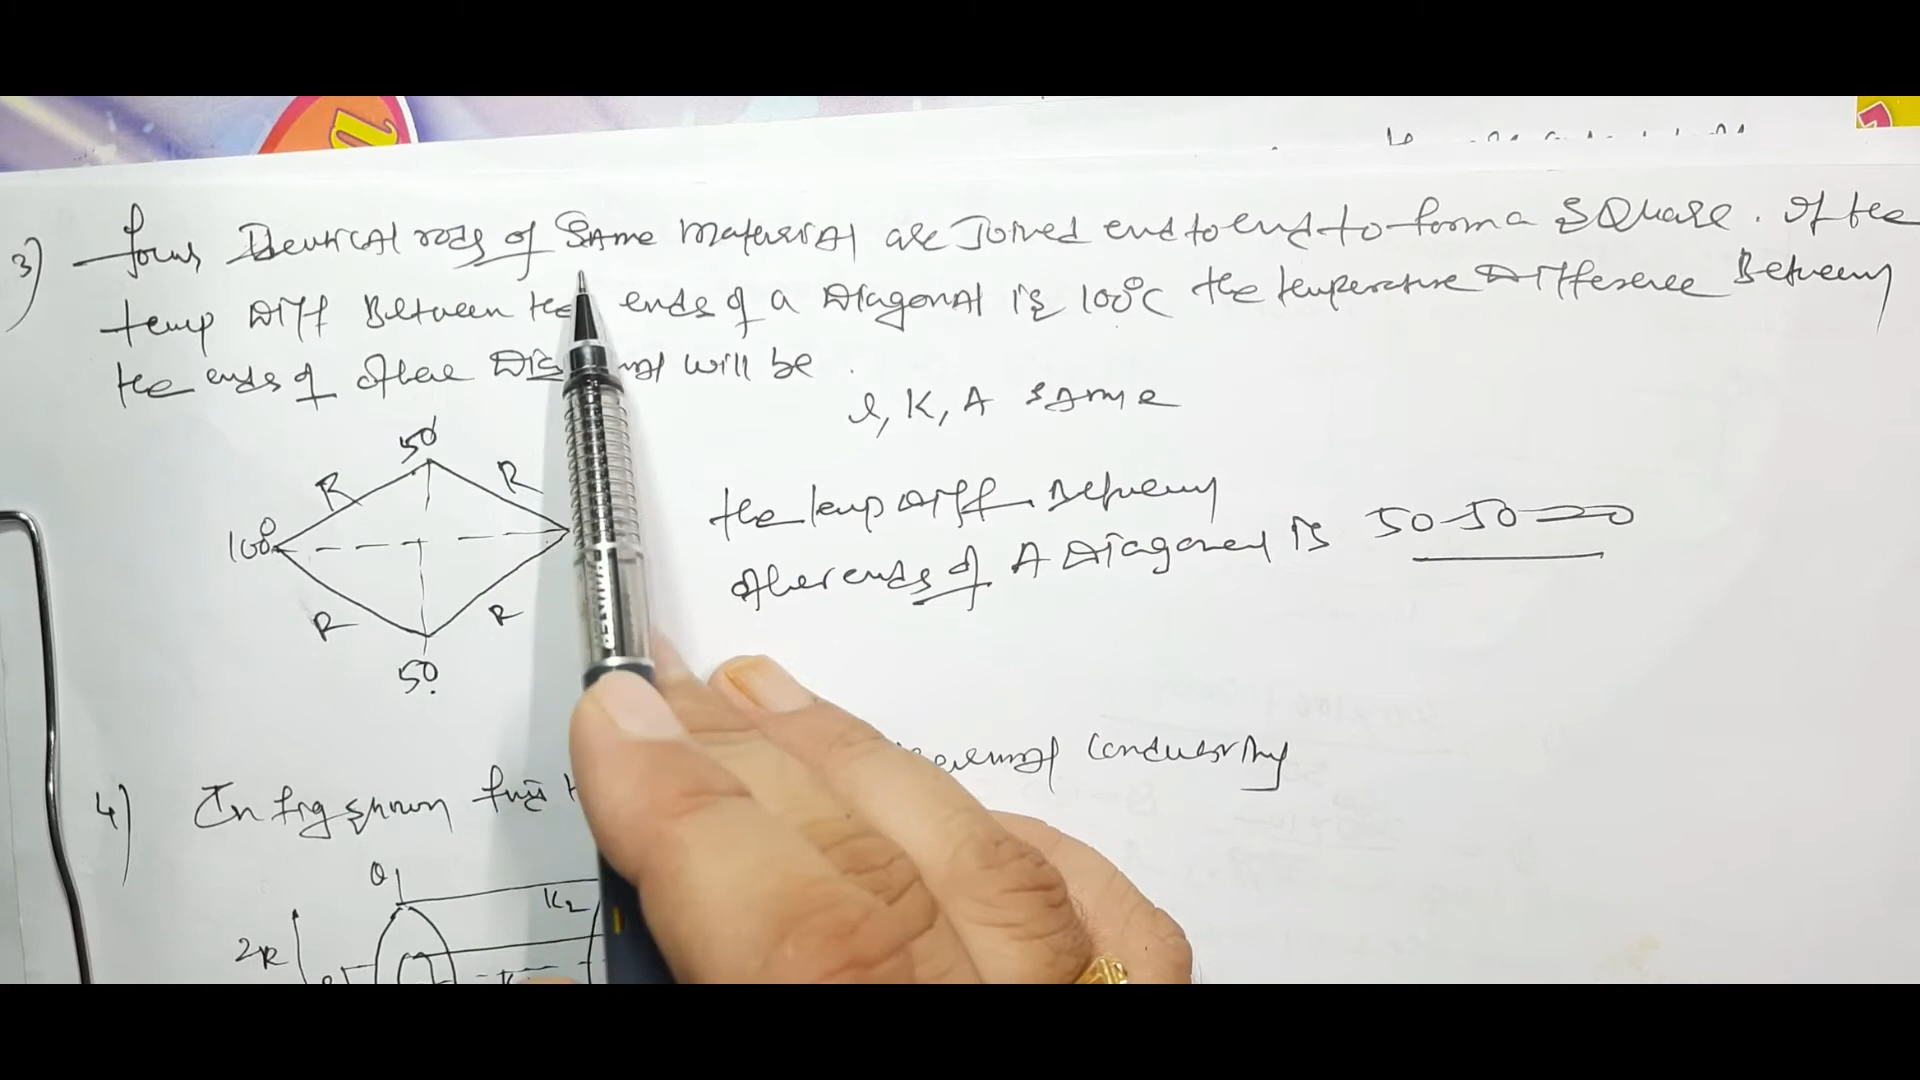 3) four Identical rods of same material are Joined end to end to form a square. If the
temp Diff Between the ends of a Diagonal is 100°C the temperature Difference Between
the ends of other will be
l, K, A same
50
R R
100°
the temp Diff. Between
other ends of A Diagonal is 50-50=0
R R
50
4) In fig shown conductivity
θ1
K2
2R